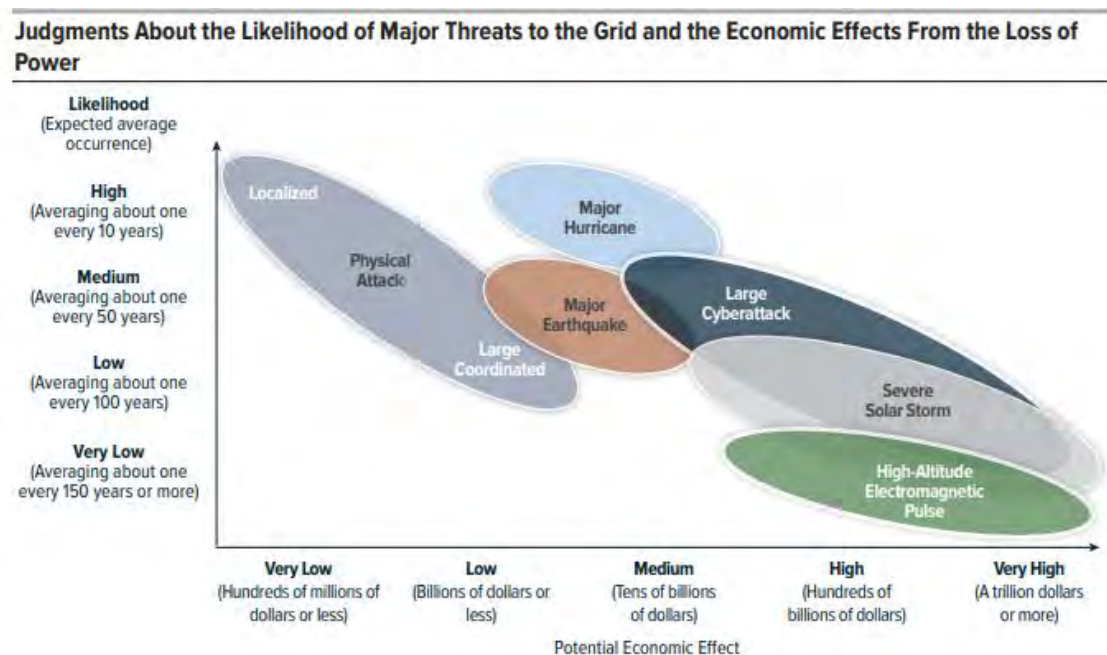 Judgments About the Likelihood of Major Threats to the Grid and the Economic Effects From the Loss of
Power
Likelihood
(Expected average
occurrence)
High
(Averaging about one
every 10 years)
Medium
(Averaging about one
every 50 years)
Low
(Averaging about one
every 100 years)
Very Low
(Averaging about one
every 150 years or more)
Localized
Physical
Attack
Large
Coordinated
Major
Hurricane
Major
Earthquake
Large
Cyberattack
Severe
Solar Storm
High-Altitude
Electromagnetic
Pulse
Very Low
(Hundreds of millions of
dollars or less)
Low
(Billions of dollars or
less)
Medium
(Tens of billions
of dollars)
High
(Hundreds of
billions of dollars)
Very High
(A trillion dollars
or more)
Potential Economic Effect